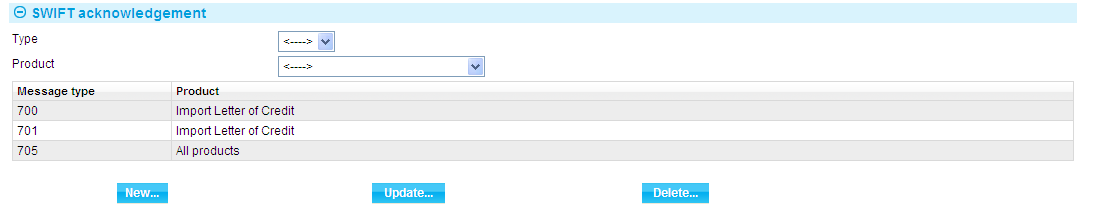 SWIFT acknowledgement
Type <---->
Product <---->
Message type Product
700 Import Letter of Credit
701 Import Letter of Credit
705 All products
New... Update... Delete...